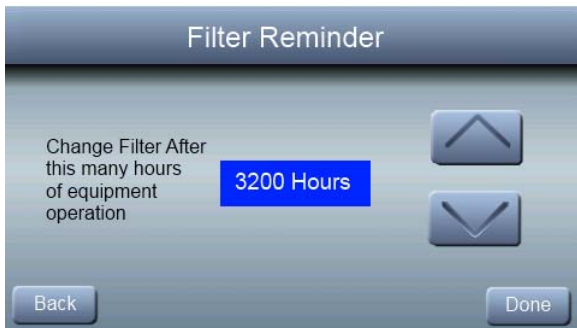 Filter Reminder
Change Filter After
this many hours
of equipment
operation
3200 Hours
Back
Done